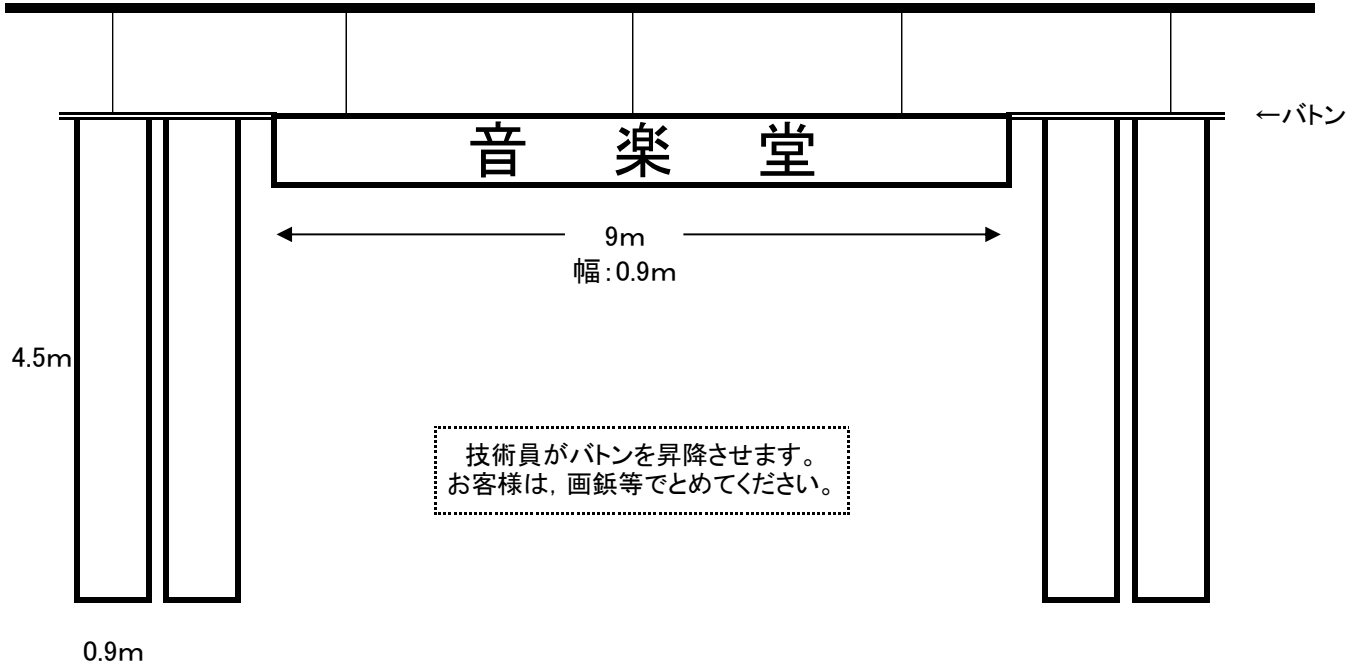 ←バトン
音 楽 堂
9m
幅:0.9m
4.5m
技術員がバトンを昇降させます。
お客様は，画鋲等でとめてください。
0.9m